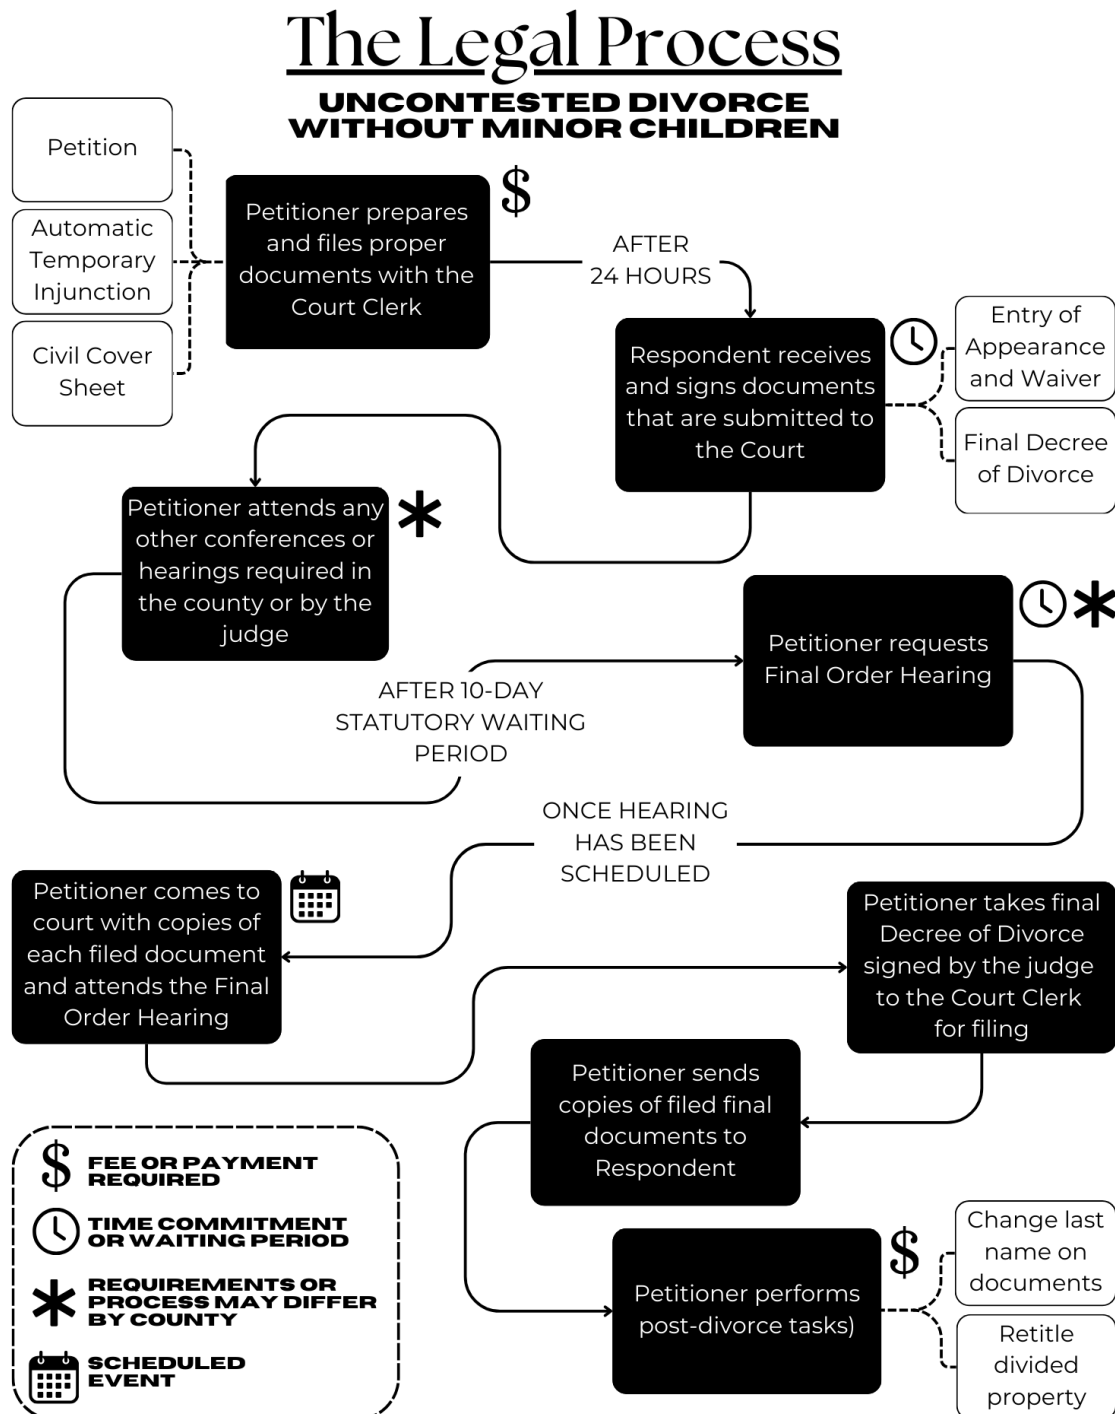 The Legal Process
UNCONTESTED DIVORCE
WITHOUT MINOR CHILDREN
Petition
Automatic
Temporary
Injunction
Civil Cover
Sheet
Petitioner prepares
and files proper
documents with the
Court Clerk
$
AFTER
24 HOURS
Respondent receives
and signs documents
that are submitted to
the Court
Entry of
Appearance
and Waiver
Final Decree
of Divorce
Petitioner attends any
other conferences or
hearings required in
the county or by the
judge
*
AFTER 10-DAY
STATUTORY WAITING
PERIOD
Petitioner requests
Final Order Hearing
*
ONCE HEARING
HAS BEEN
SCHEDULED
Petitioner comes to
court with copies of
each filed document
and attends the Final
Order Hearing
Petitioner takes final
Decree of Divorce
signed by the judge
to the Court Clerk
for filing
Petitioner sends
copies of filed final
documents to
Respondent
Petitioner performs
post-divorce tasks)
$
Change last
name on
documents
Retitle
divided
property
$ FEE OR PAYMENT
REQUIRED
TIME COMMITMENT
OR WAITING PERIOD
* REQUIREMENTS OR
PROCESS MAY DIFFER
BY COUNTY
SCHEDULED
EVENT